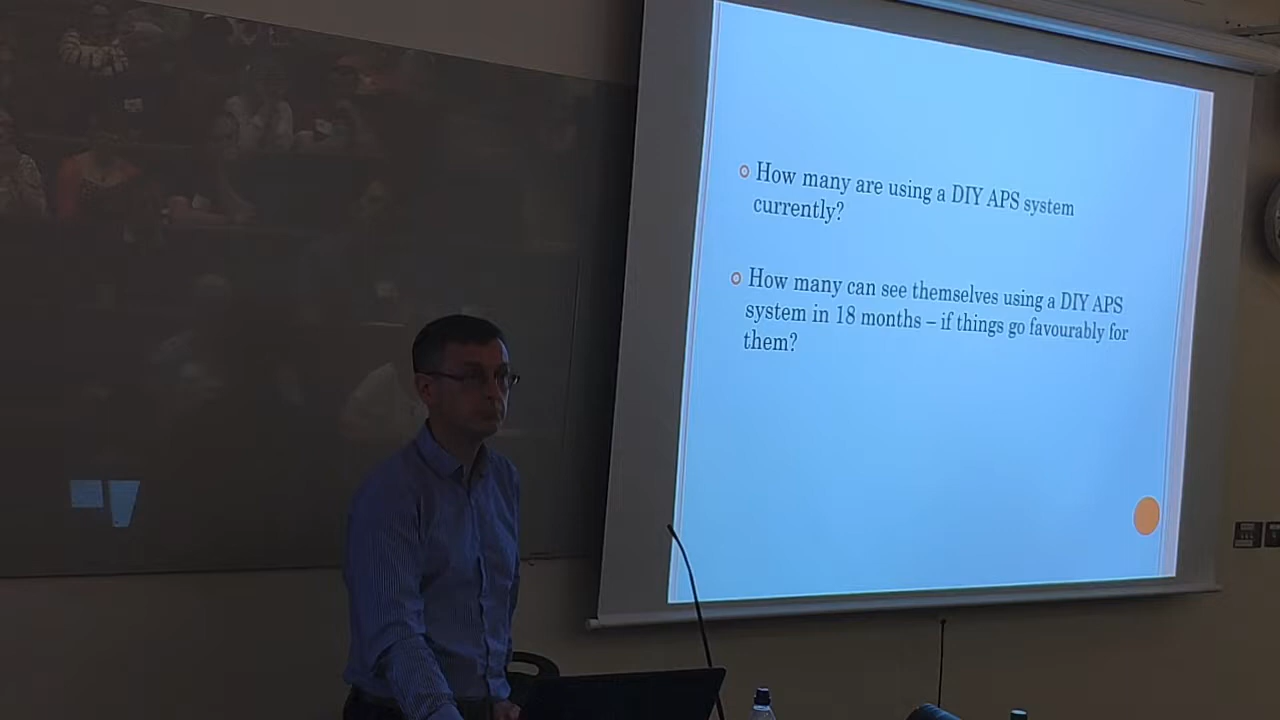 How many are using a DIY APS system
currently?
How many can see themselves using a DIY APS
system in 18 months – if things go favourably for
them?